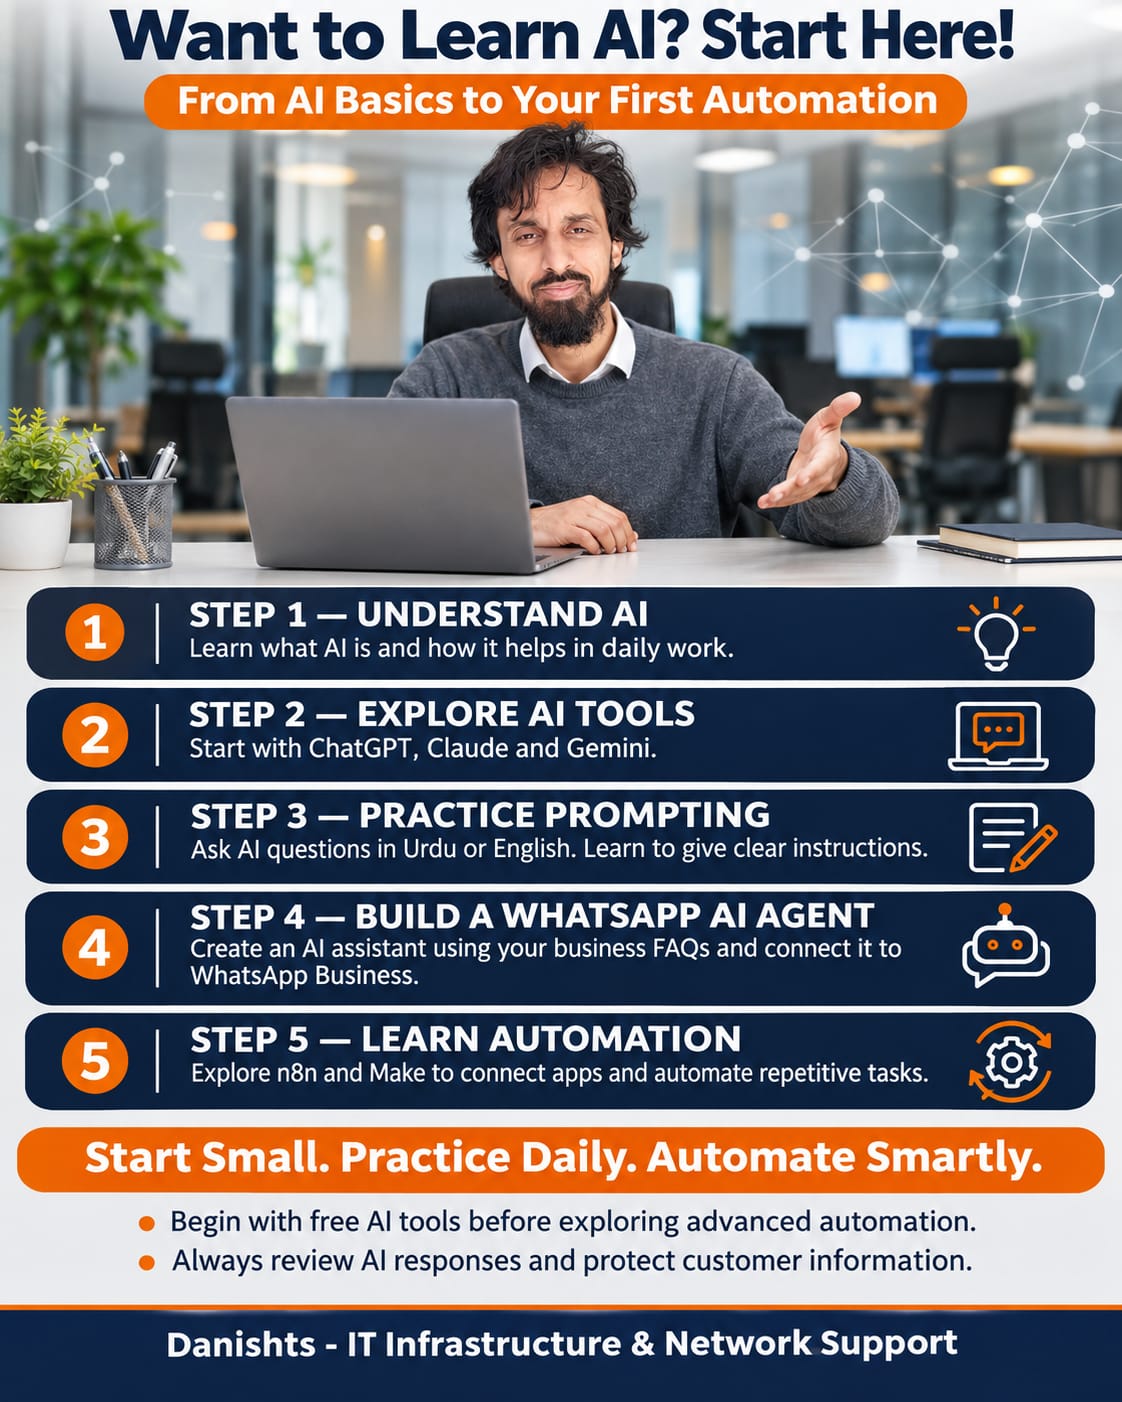 Want to Learn AI? Start Here!
From AI Basics to Your First Automation
1
STEP 1 — UNDERSTAND AI
Learn what AI is and how it helps in daily work.
2
STEP 2 — EXPLORE AI TOOLS
Start with ChatGPT, Claude and Gemini.
3
STEP 3 — PRACTICE PROMPTING
Ask AI questions in Urdu or English. Learn to give clear instructions.
4
STEP 4 — BUILD A WHATSAPP AI AGENT
Create an AI assistant using your business FAQs and connect it to
WhatsApp Business.
5
STEP 5 — LEARN AUTOMATION
Explore n8n and Make to connect apps and automate repetitive tasks.
Start Small. Practice Daily. Automate Smartly.
• Begin with free AI tools before exploring advanced automation.
• Always review AI responses and protect customer information.
Danishts - IT Infrastructure & Network Support